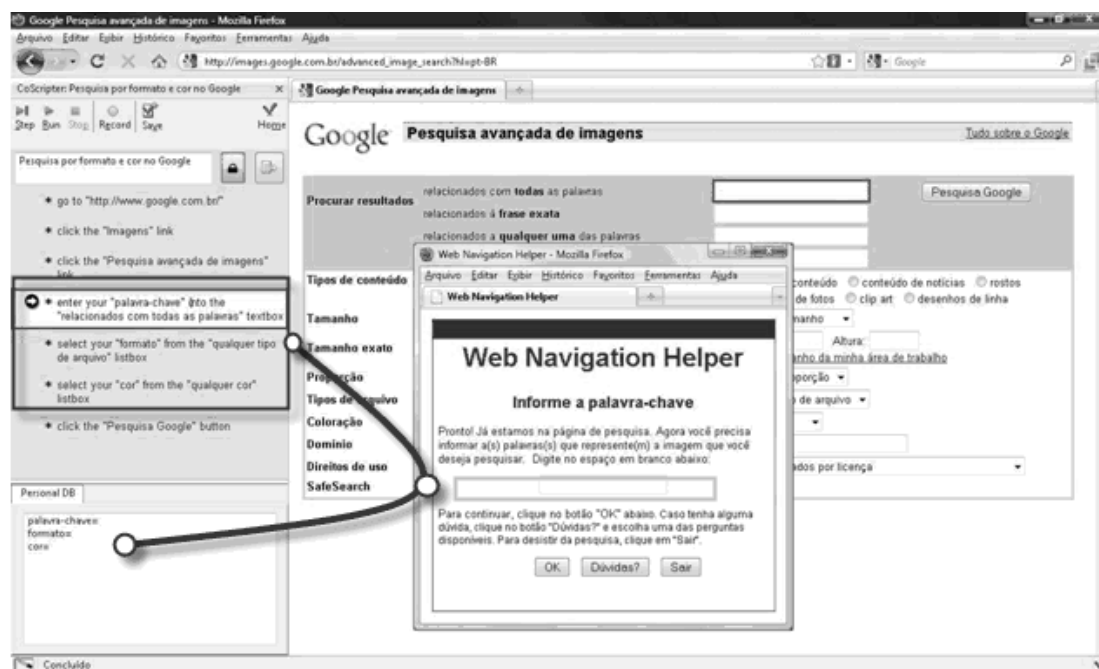 Google Pesquisa avançada de imagens - Mozilla Firefox
Arquivo Editar Exibir Histórico Favoritos Ferramentas Ajuda
http://images.google.com.br/advanced_image_search?hl=pt-BR
Google
CoScripter: Pesquisa por formato e cor no Google
Google Pesquisa avançada de imagens
Step Run Stop Record Save Home
Pesquisa por formato e cor no Google
go to "http://www.google.com.br/"
click the "Imagens" link
click the "Pesquisa avançada de imagens"
link
enter your "palavra-chave" into the
"relacionados com todas as palavras" textbox
select your "formato" from the "qualquer tipo
de arquivo" listbox
select your "cor" from the "qualquer cor"
listbox
click the "Pesquisa Google" button
Personal DB
palavra-chave=
formato=
cor=
Concluído
Google Pesquisa avançada de imagens
Tudo sobre o Google
Procurar resultados
relacionados com todas as palavras
Pesquisa Google
relacionados à frase exata
relacionados a qualquer uma das palavras
Tipos de conteúdo
conteúdo conteúdo de notícias rostos
de fotos clip art desenhos de linha
Tamanho
manho
Tamanho exato
Altura:
anho da minha área de trabalho
Proporção
oporção
Tipos de arquivo
o de arquivo
Coloração
Domínio
Direitos de uso
ados por licença
SafeSearch
Web Navigation Helper - Mozilla Firefox
Arquivo Editar Exibir Histórico Favoritos Ferramentas Ajuda
Web Navigation Helper
Web Navigation Helper
Informe a palavra-chave
Pronto! Já estamos na página de pesquisa. Agora você precisa
informar a(s) palavras(s) que represente(m) a imagem que você
deseja pesquisar. Digite no espaço em branco abaixo:
Para continuar, clique no botão "OK" abaixo. Caso tenha alguma
dúvida, clique no botão "Dúvidas?" e escolha uma das perguntas
disponíveis. Para desistir da pesquisa, clique em "Sair".
OK Dúvidas? Sair